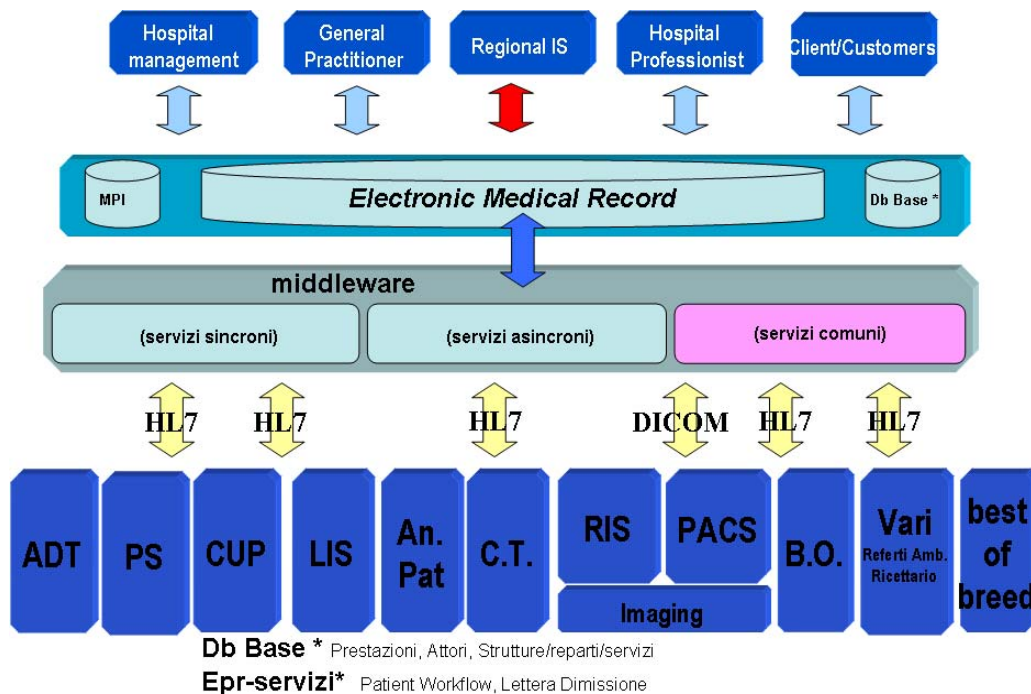 Hospital
management
General
Practitioner
Regional IS
Hospital
Professionist
Client/Customers
MPI
Electronic Medical Record
Db Base *
middleware
(servizi sincroni)
(servizi asincroni)
(servizi comuni)
HL7
HL7
HL7
DICOM
HL7
HL7
ADT
PS
CUP
LIS
An.
Pat
C.T.
RIS
PACS
Imaging
B.O.
Vari
Referti Amb.
Ricettario
best
of
breed
Db Base * Prestazioni, Attori, Strutture/reparti/servizi
Epr-servizi* Patient Workflow, Lettera Dimissione